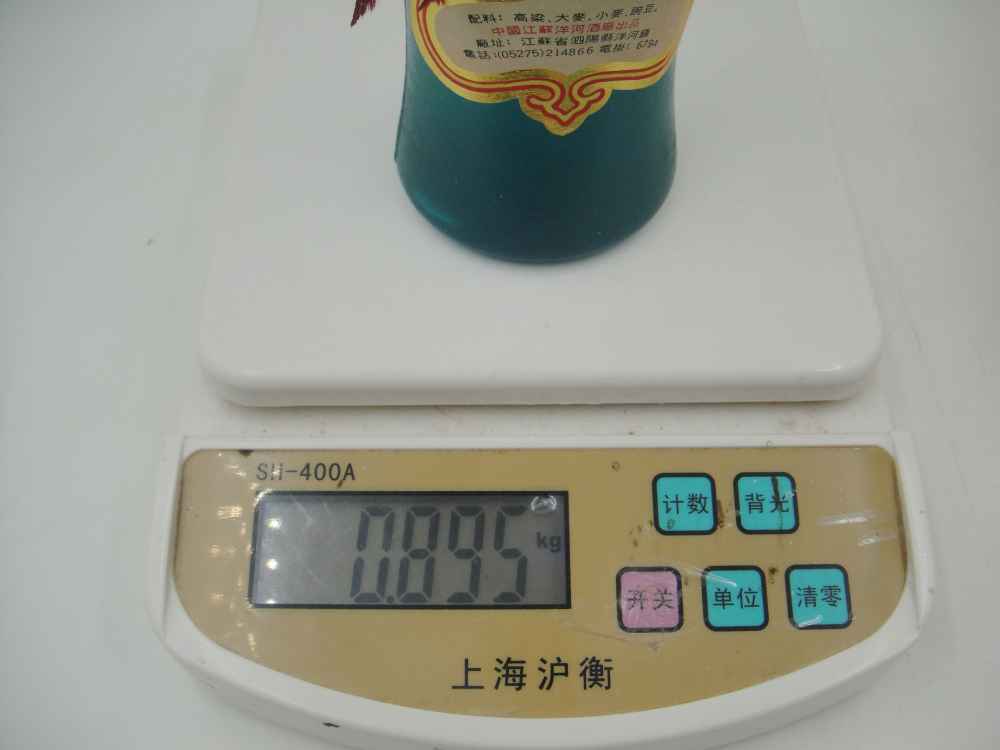 配料：高粱、大麥、小麥、豌豆
中國江蘇洋河酒廠出品
廠址：江蘇省泗陽縣洋河鎮
電話：(05275)214866 電掛：6794
SH-400A
0.895 kg
计数 背光
开关 单位 清零
上海沪衡